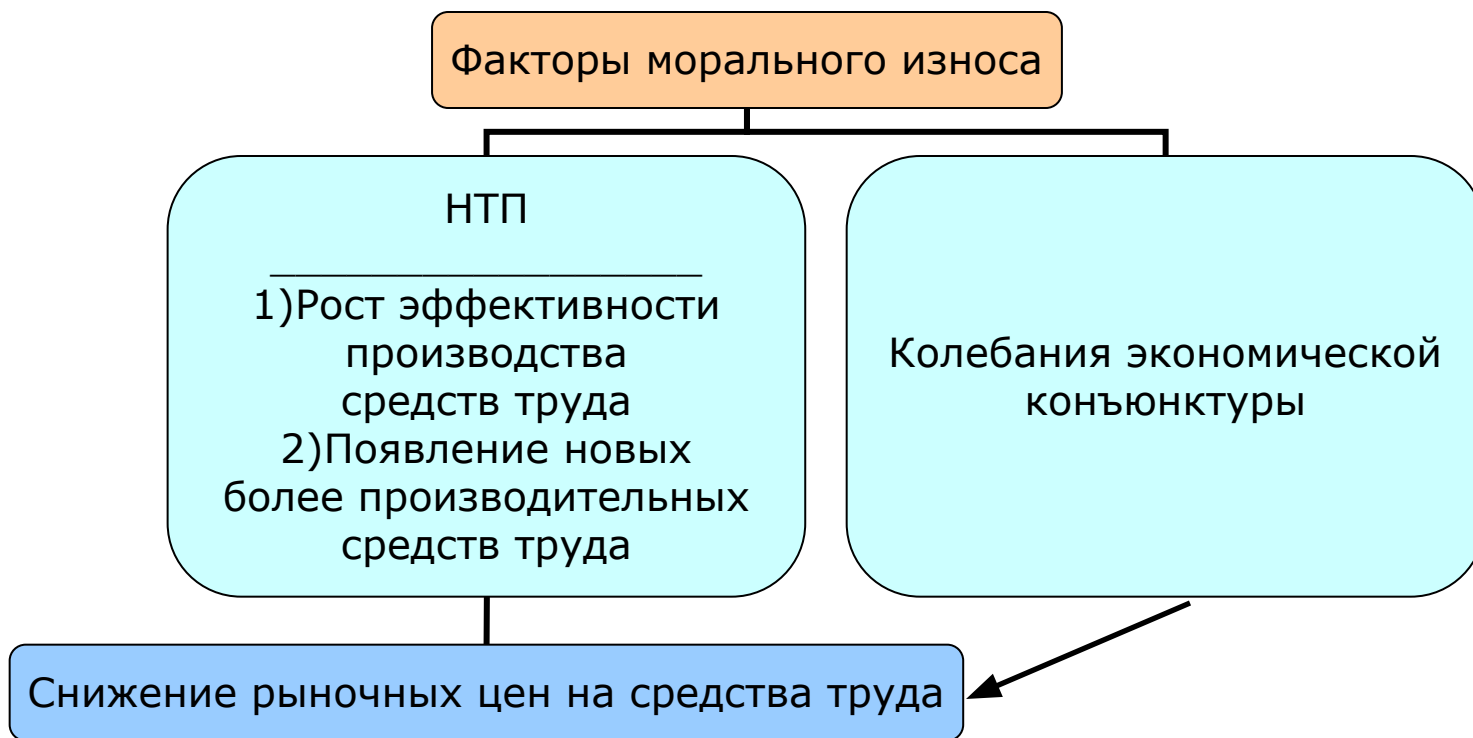 Факторы морального износа
НТП
_________________
1)Рост эффективности
производства
средств труда
2)Появление новых
более производительных
средств труда
Колебания экономической
конъюнктуры
Снижение рыночных цен на средства труда